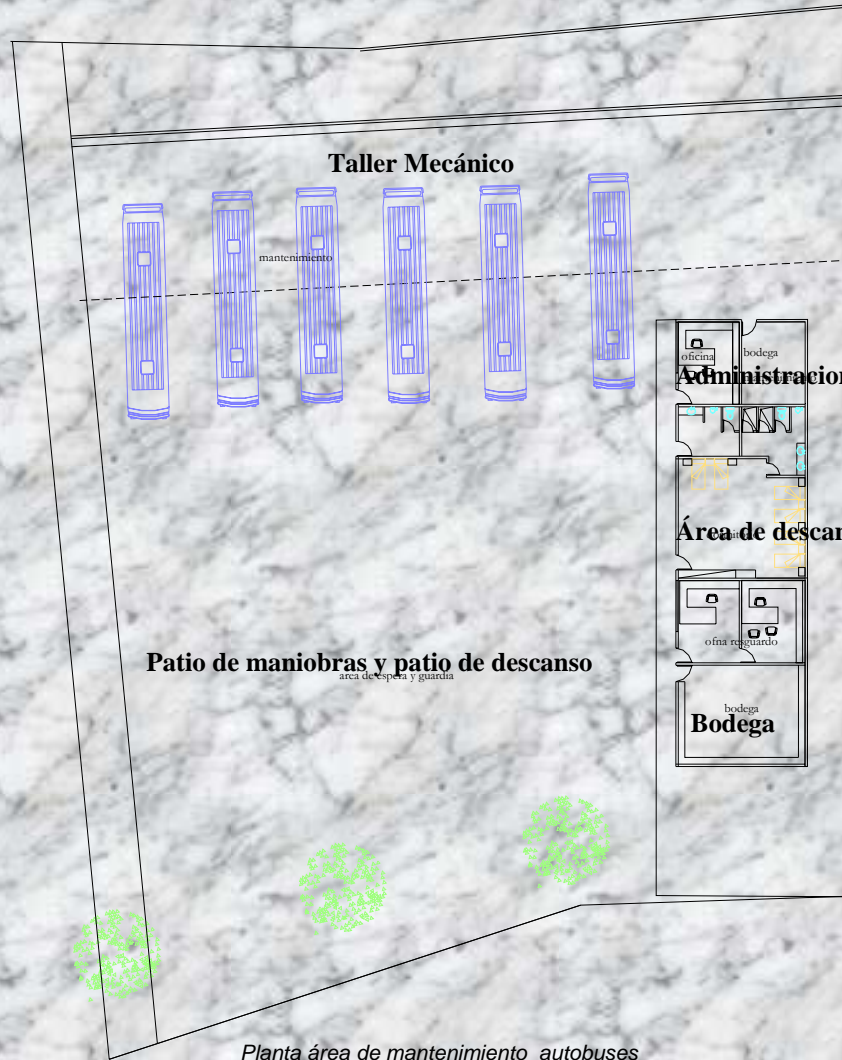 Taller Mecánico
mantenimiento
oficina
bodega
Administracion
Área de descan
ofna resguardo
Patio de maniobras y patio de descanso
area de espera y guardia
bodega
Bodega
Planta área de mantenimiento autobuses